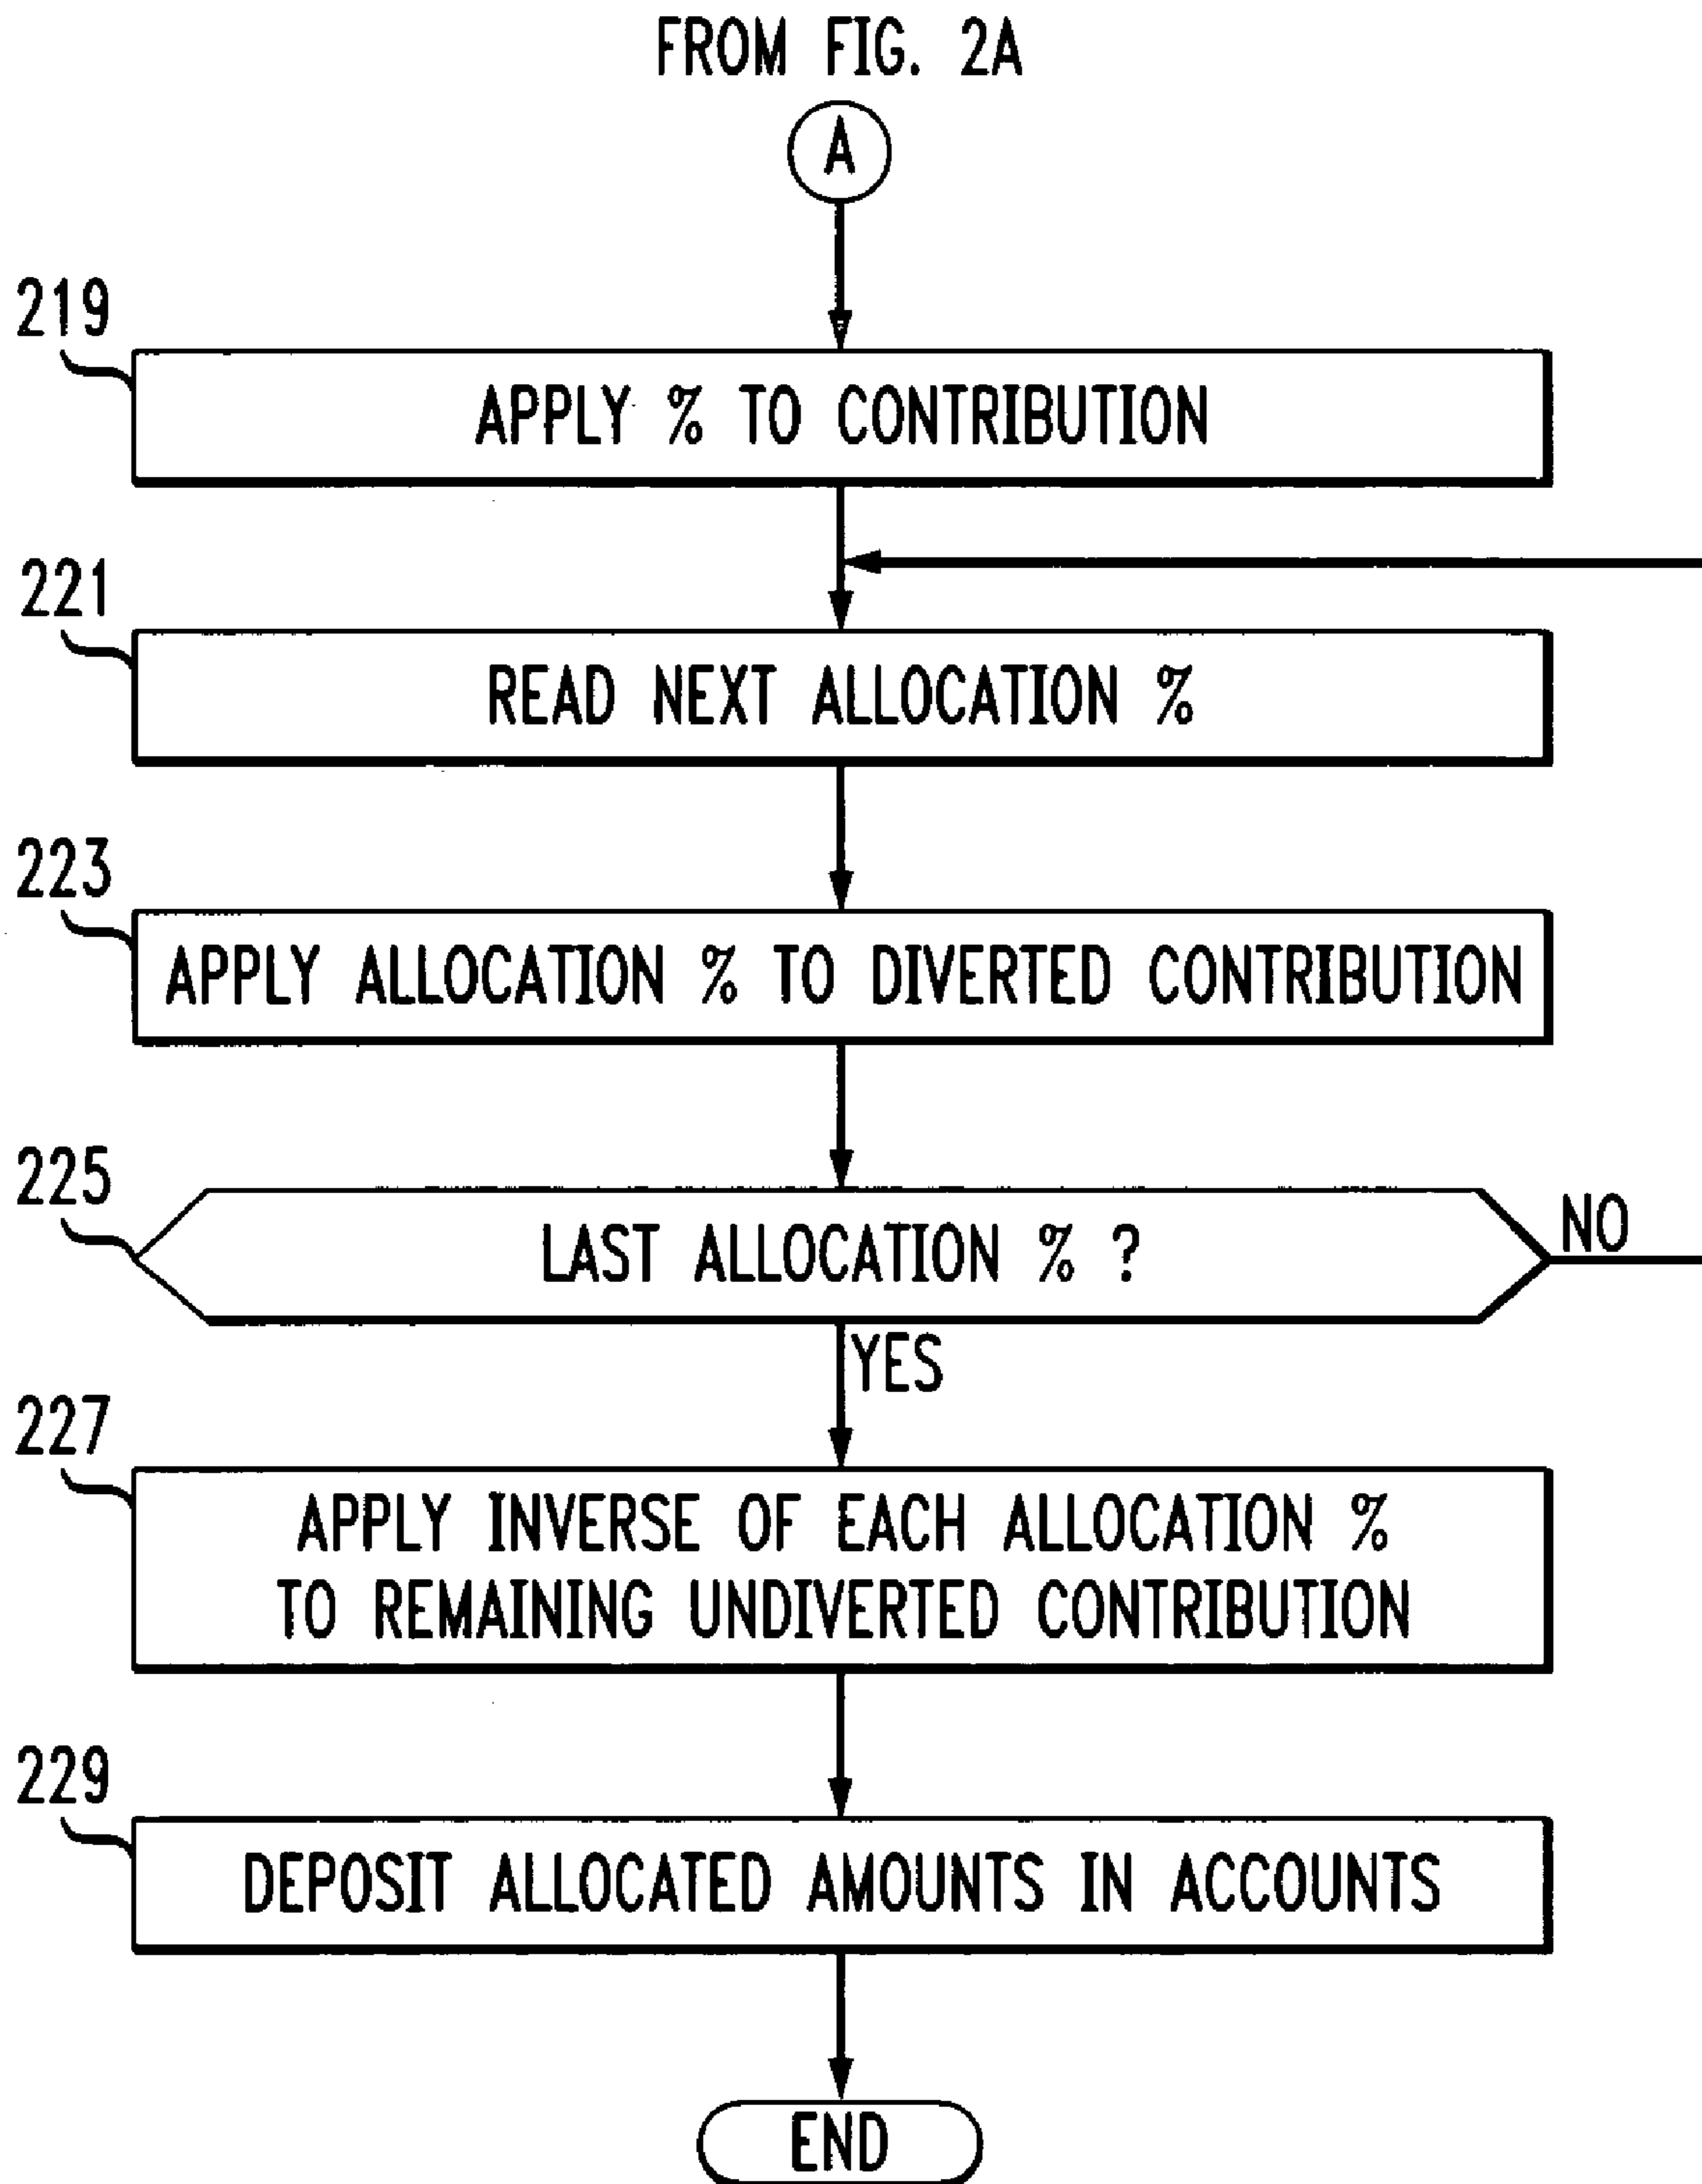 FROM FIG. 2A
A
219
APPLY % TO CONTRIBUTION
221
READ NEXT ALLOCATION %
223
APPLY ALLOCATION % TO DIVERTED CONTRIBUTION
225
LAST ALLOCATION % ?
NO
YES
227
APPLY INVERSE OF EACH ALLOCATION %
TO REMAINING UNDIVERTED CONTRIBUTION
229
DEPOSIT ALLOCATED AMOUNTS IN ACCOUNTS
END